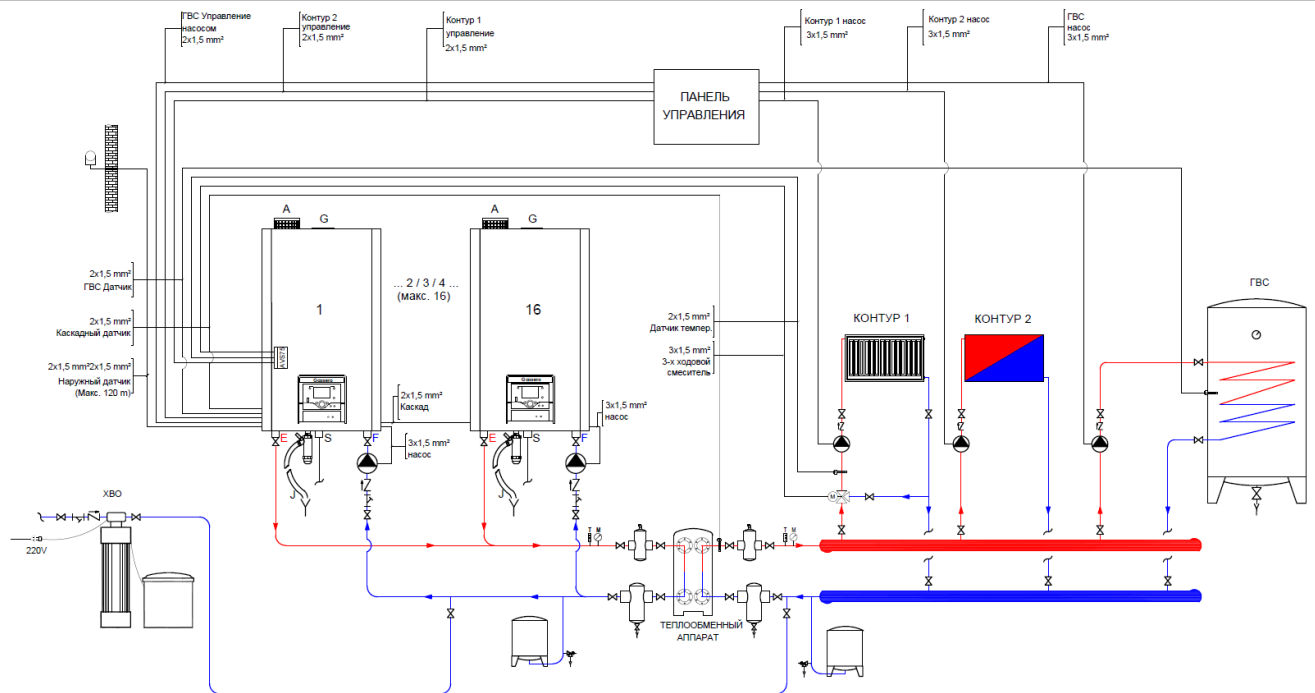 ГВС Управление
насосом
2x1,5 mm²
Контур 2
управление
2x1,5 mm²
Контур 1
управление
2x1,5 mm²
Контур 1 насос
3x1,5 mm²
Контур 2 насос
3x1,5 mm²
ГВС
насос
3x1,5 mm²
ПАНЕЛЬ
УПРАВЛЕНИЯ
A
G
A
G
2x1,5 mm²
ГВС Датчик
2x1,5 mm²
Каскадный датчик
2x1,5 mm²2x1,5 mm²
Наружный датчик
(Макс. 120 m)
1
... 2 / 3 / 4 ...
(макс. 16)
16
AVS75
2x1,5 mm²
Датчик темпер.
3x1,5 mm²
3-х ходовой
смеситель
КОНТУР 1
КОНТУР 2
ГВС
2x1,5 mm²
Каскад
3x1,5 mm²
насос
3x1,5 mm²
насос
E
S
F
J
E
S
F
J
M
ХВО
220V
T
M
T
M
ТЕПЛООБМЕННЫЙ
АППАРАТ